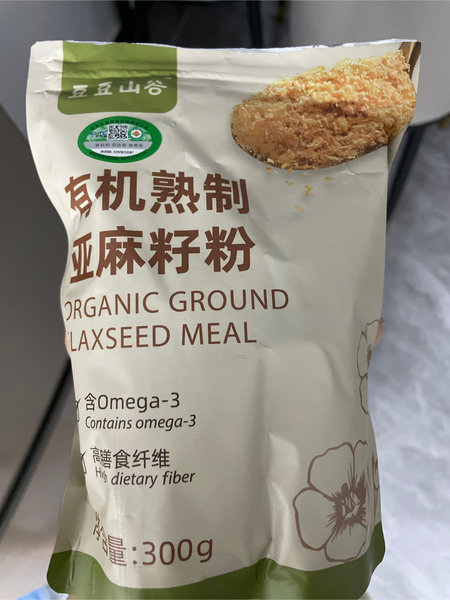 豆豆山谷
有机熟制
亚麻籽粉
ORGANIC GROUND
FLAXSEED MEAL
含Omega-3
Contains omega-3
高膳食纤维
High dietary fiber
净含量:300g